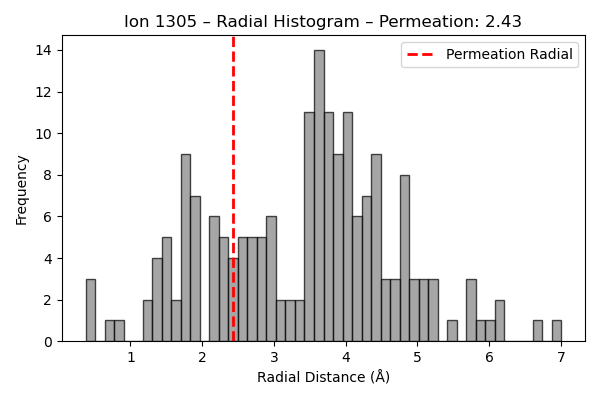 Ion 1305 – Radial Histogram – Permeation: 2.43
Permeation Radial
Frequency
14
12
10
8
6
4
2
0
1 2 3 4 5 6 7
Radial Distance (Å)